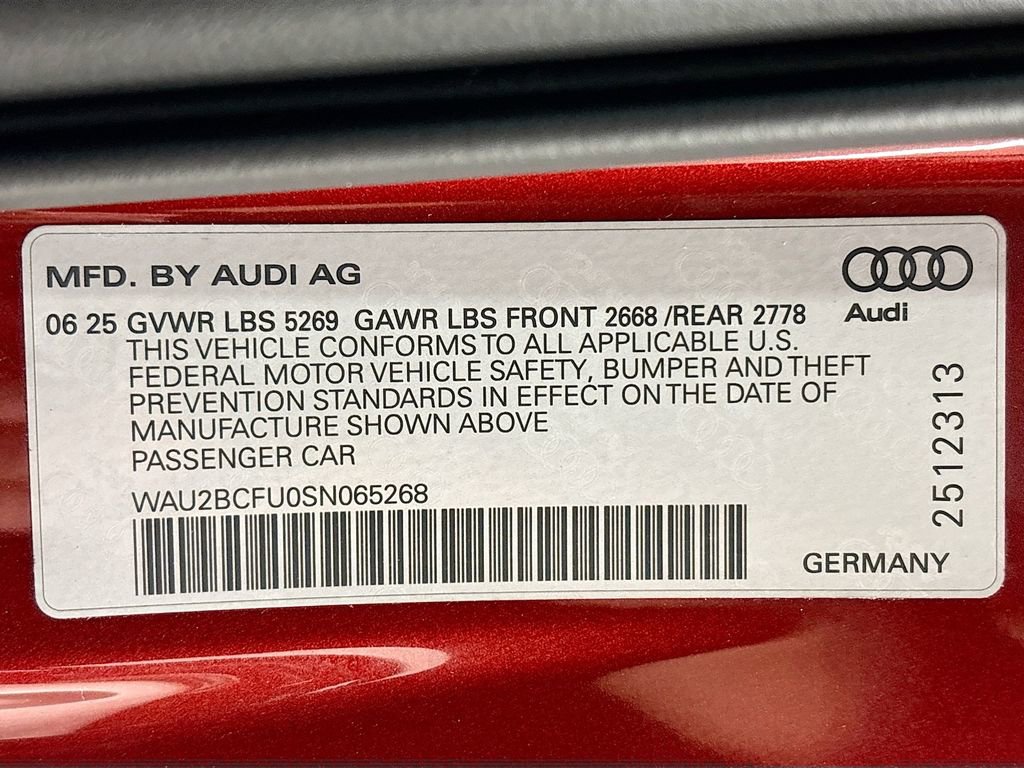 MFD. BY AUDI AG
Audi
06 25 GVWR LBS 5269 GAWR LBS FRONT 2668 /REAR 2778
THIS VEHICLE CONFORMS TO ALL APPLICABLE U.S.
FEDERAL MOTOR VEHICLE SAFETY, BUMPER AND THEFT
PREVENTION STANDARDS IN EFFECT ON THE DATE OF
MANUFACTURE SHOWN ABOVE
PASSENGER CAR
WAU2BCFU0SN065268
2512313
GERMANY